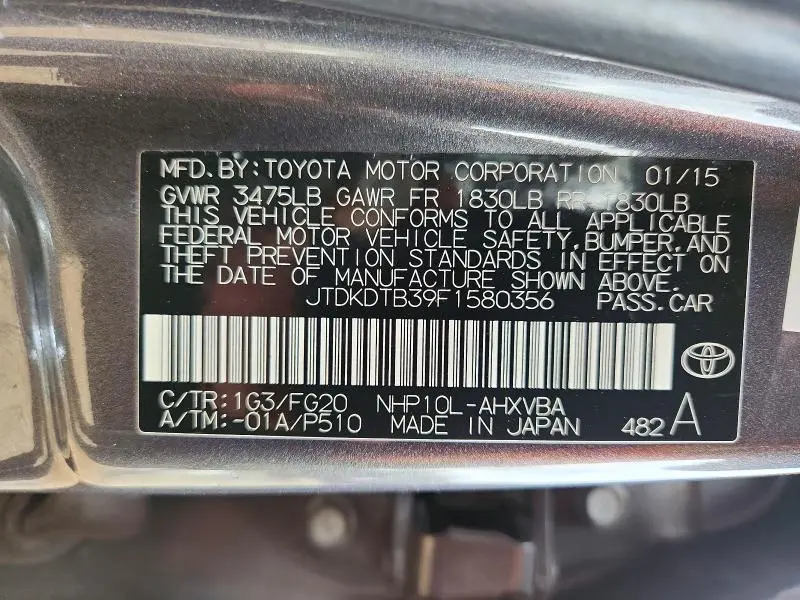 MFD. BY: TOYOTA MOTOR CORPORATION 01/15
GVWR 3475LB GAWR FR 1830LB RR 1830LB
THIS VEHICLE CONFORMS TO ALL APPLICABLE
FEDERAL MOTOR VEHICLE SAFETY, BUMPER, AND
THEFT PREVENTION STANDARDS IN EFFECT ON
THE DATE OF MANUFACTURE SHOWN ABOVE.
JTDKDTB39F1580356 PASS. CAR
C/TR: 1G3/FG20 NHP10L-AHXVBA
A/TM: -01A/P510 MADE IN JAPAN 482 A